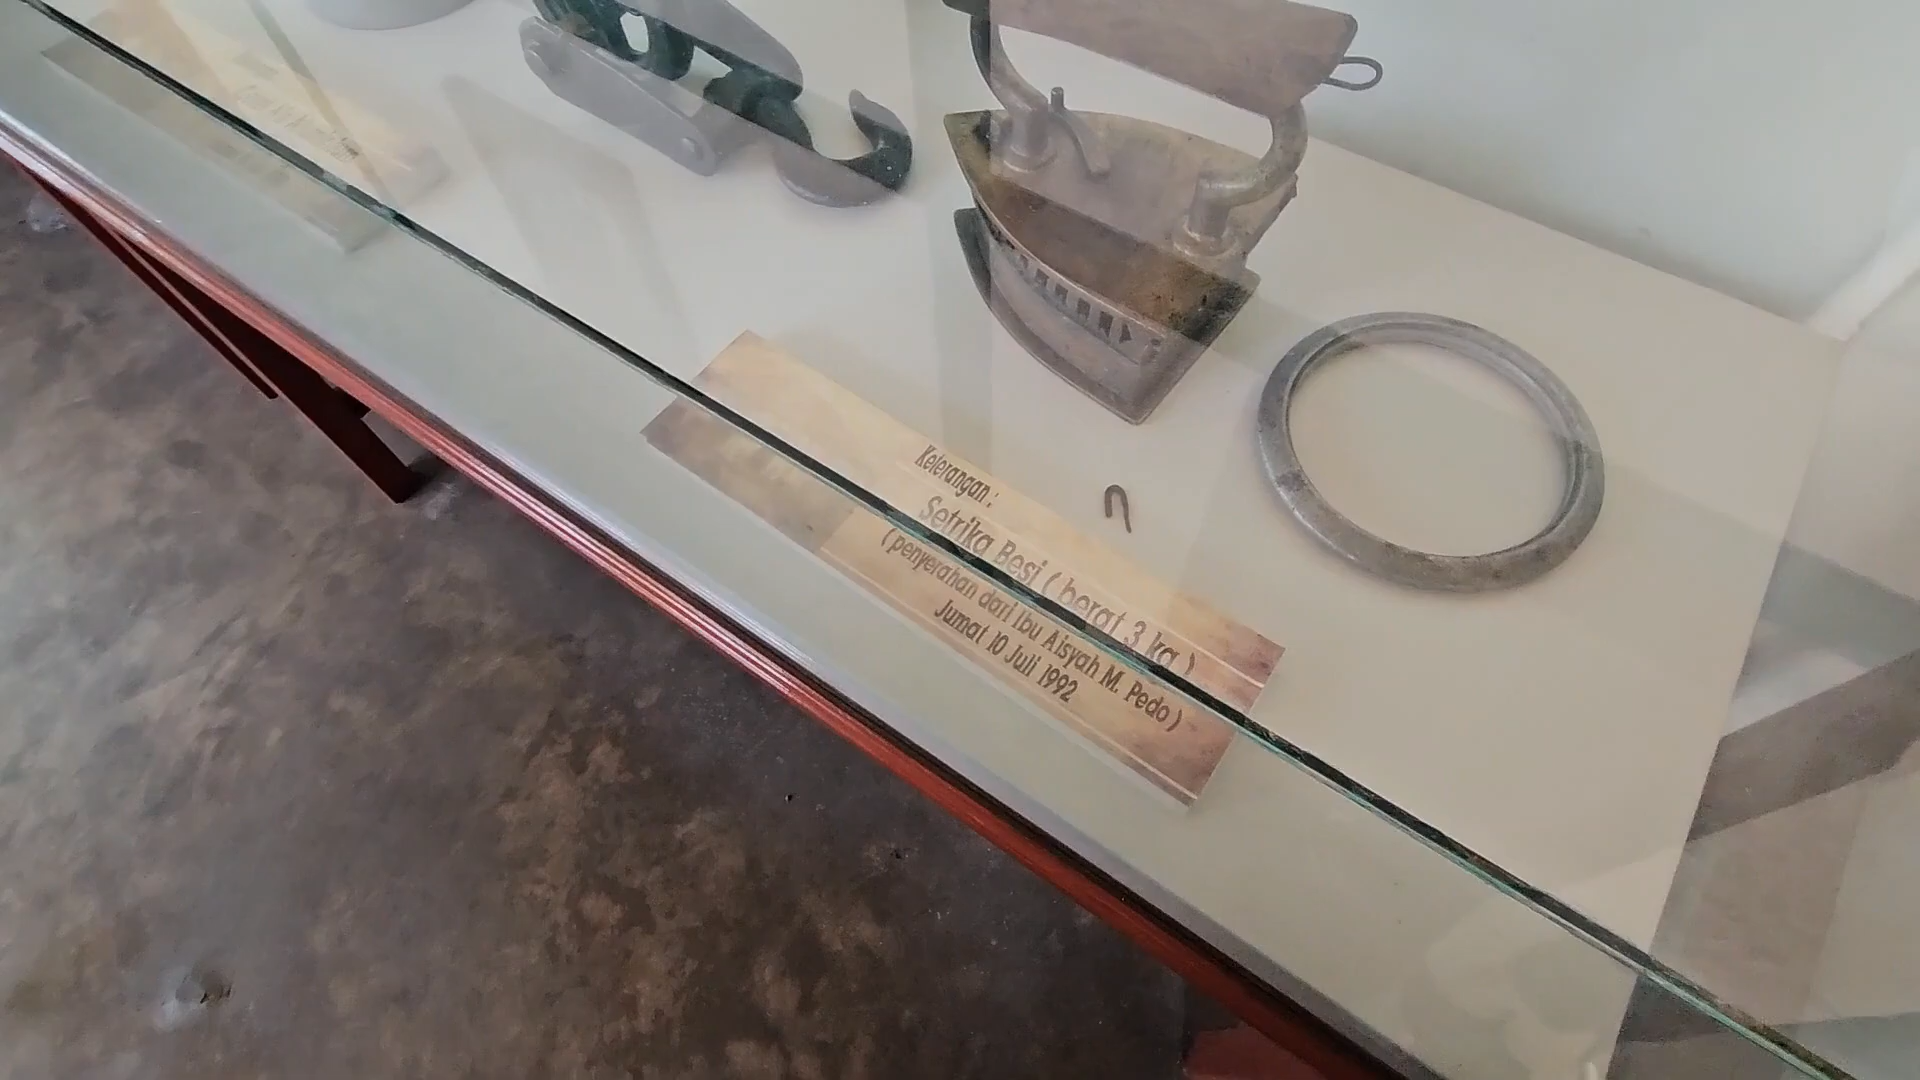 Keterangan :
Setrika Besi ( berat 3 kg )
( penyerahan dari Ibu Aisyah M. Pedo )
Jumat 10 Juli 1992